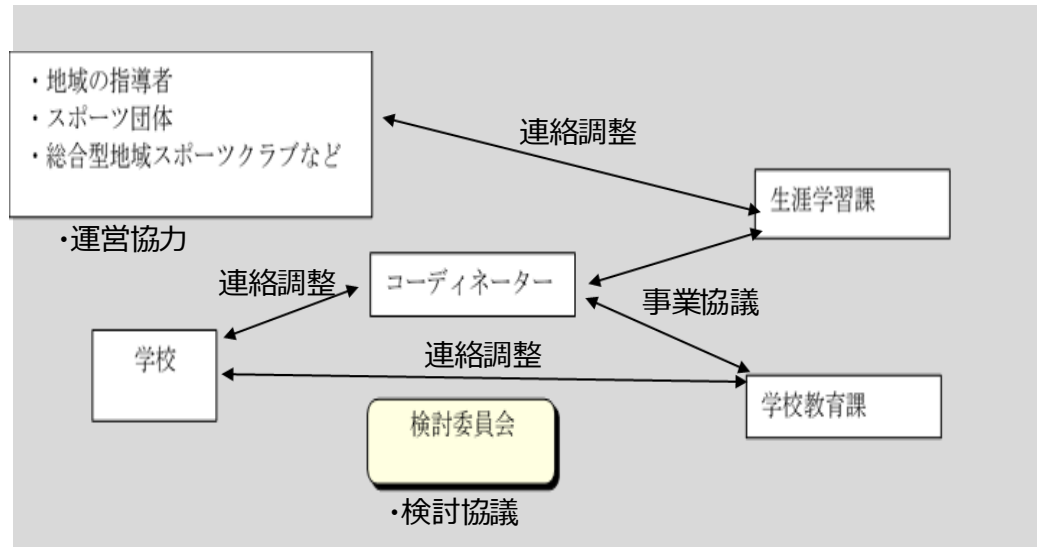 ・地域の指導者
・スポーツ団体
・総合型地域スポーツクラブなど
連絡調整
生涯学習課
・運営協力
連絡調整
コーディネーター
事業協議
学校
連絡調整
学校教育課
検討委員会
・検討協議